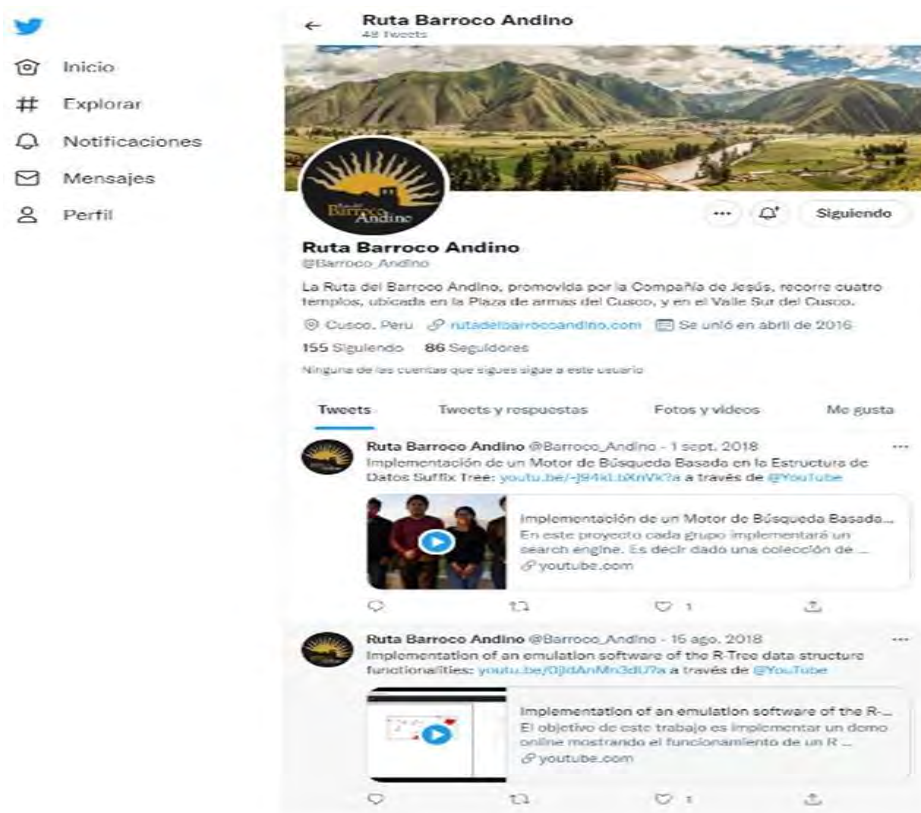 Ruta Barroco Andino
48 Tweets
Inicio
Explorar
Notificaciones
Mensajes
Perfil
Barroco
Andino
Siguiendo
Ruta Barroco Andino
@Barroco_Andino
La Ruta del Barroco Andino, promovida por la Compañía de Jesús, recorre cuatro
templos, ubicada en la Plaza de armas del Cusco, y en el Valle Sur del Cusco.
Cusco, Peru rutadelbarrocoandino.com Se unió en abril de 2016
155 Siguiendo 86 Seguidores
Ninguna de las cuentas que sigues sigue a este usuario
Tweets Tweets y respuestas Fotos y videos Me gusta
Ruta Barroco Andino @Barroco_Andino - 1 sept. 2018
Implementación de un Motor de Búsqueda Basada en la Estructura de
Datos Suffix Tree: a través de @YouTube
Implementación de un Motor de Búsqueda Basada...
En este proyecto cada grupo implementará un
search engine. Es decir dado una colección de ...
youtube.com
1
Ruta Barroco Andino @Barroco_Andino - 15 ago. 2018
Implementation of an emulation software of the R-Tree data structure
functionalities: a través de @YouTube
Implementation of an emulation software of the R-...
El objetivo de este trabajo es implementar un demo
online mostrando el funcionamiento de un R ...
youtube.com
1